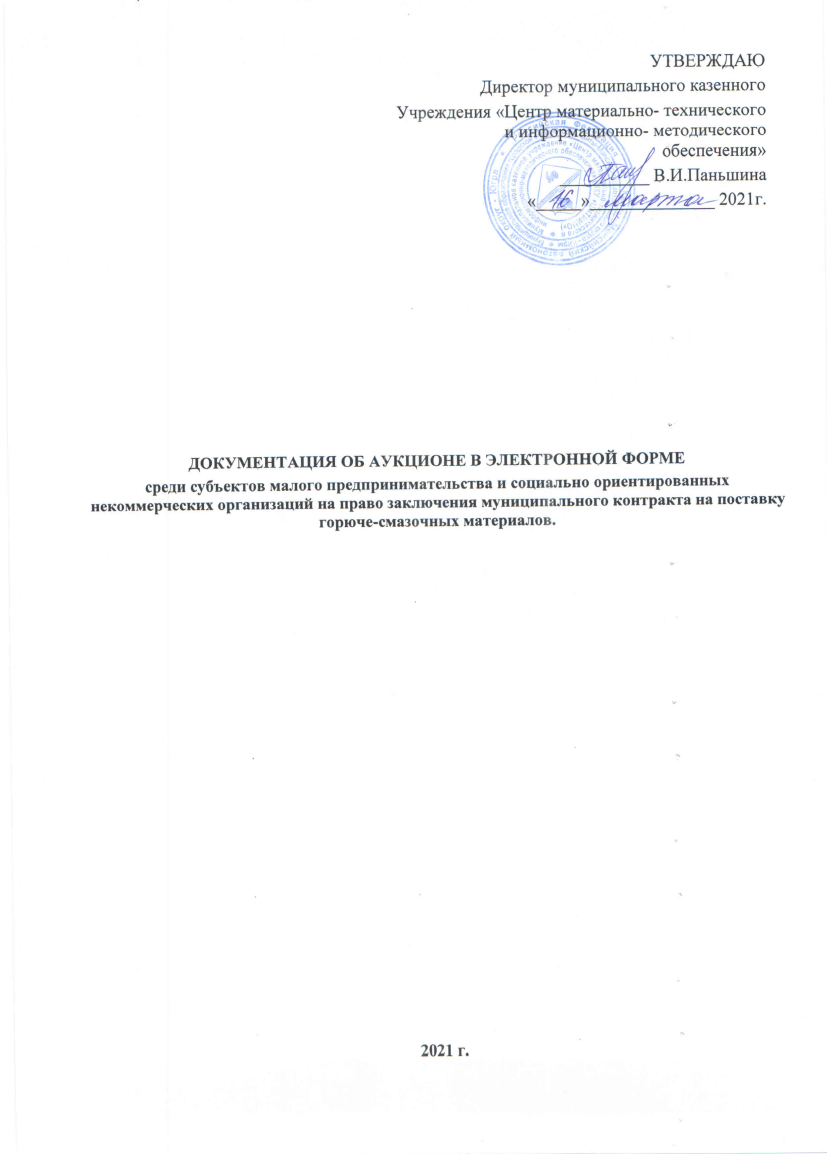 УТВЕРЖДАЮ
Директор муниципального казенного
Учреждения «Центр материально- технического
и информационно- методического
обеспечения»
В.И.Паньшина
« 16 » марта 2021г.
ДОКУМЕНТАЦИЯ ОБ АУКЦИОНЕ В ЭЛЕКТРОННОЙ ФОРМЕ
среди субъектов малого предпринимательства и социально ориентированных
некоммерческих организаций на право заключения муниципального контракта на поставку
горюче-смазочных материалов.
2021 г.